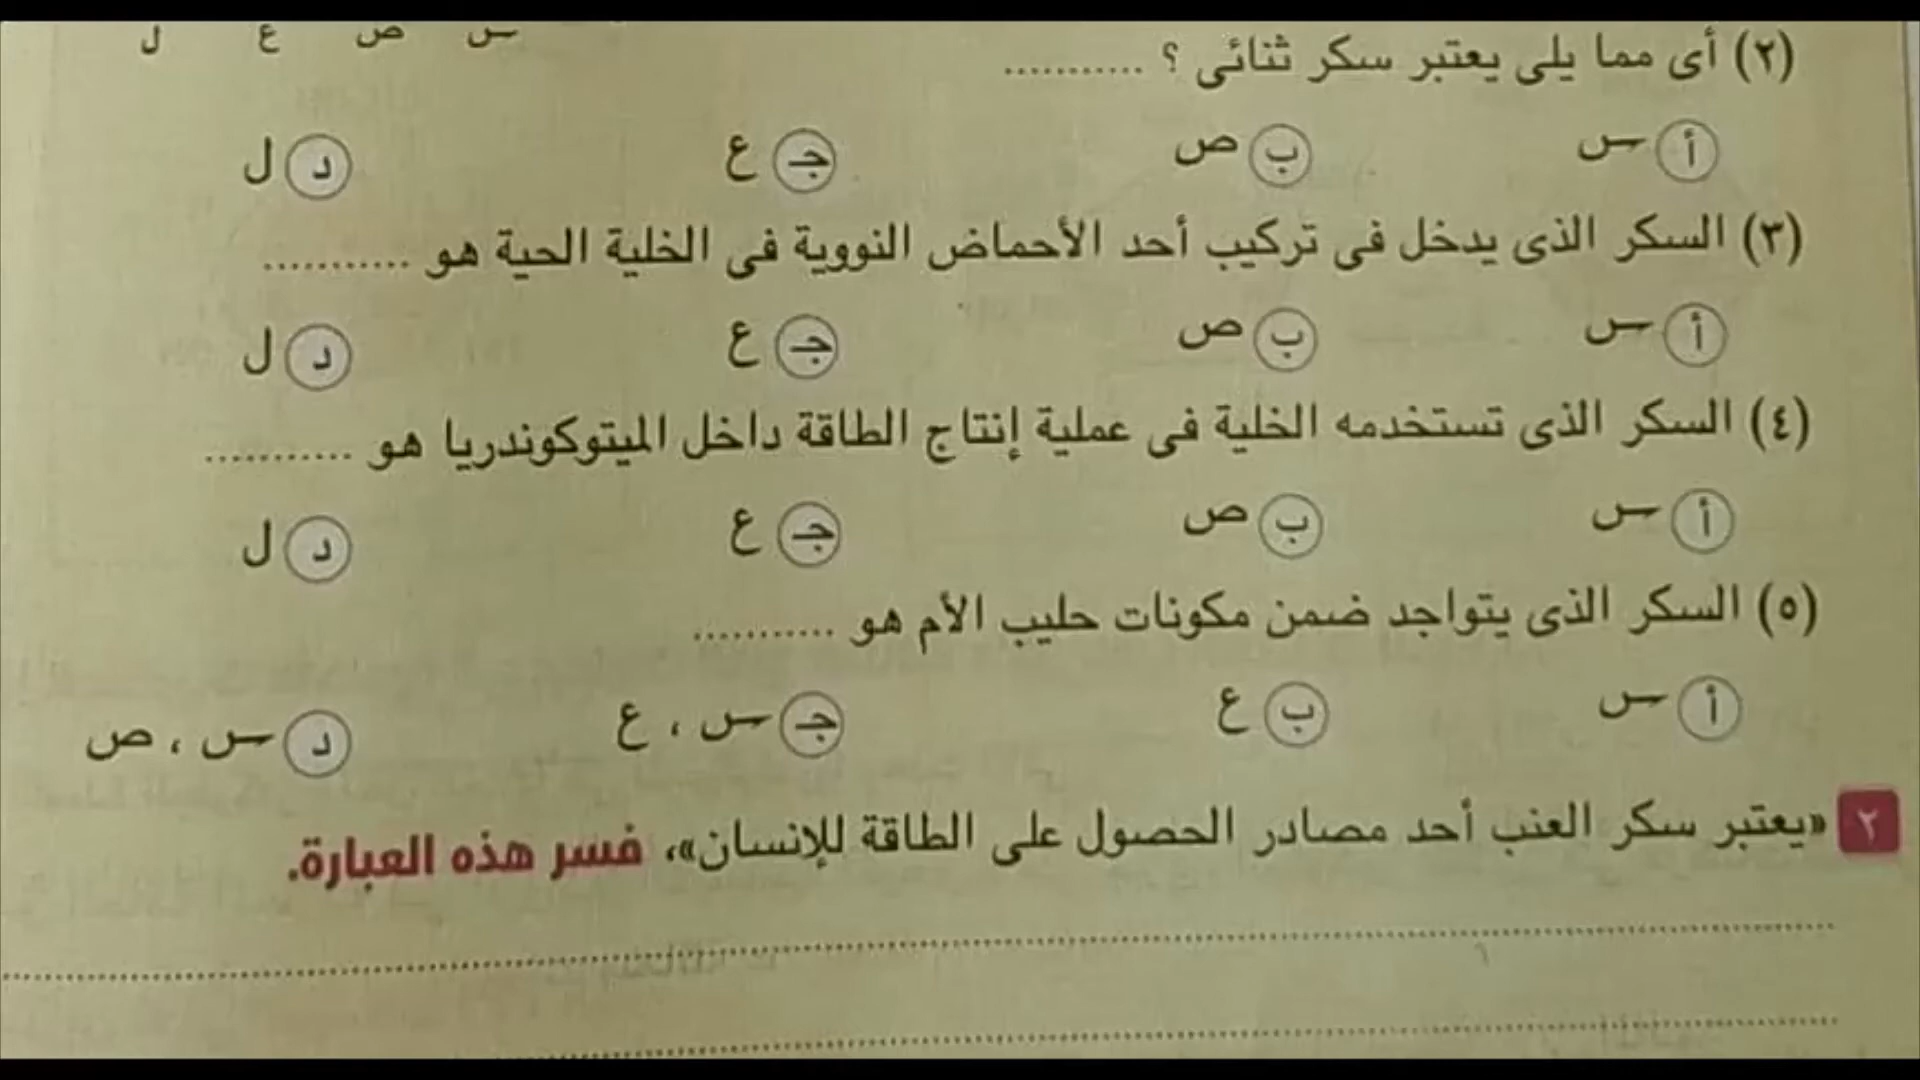 س ص ع ل
(٢) أى مما يلى يعتبر سكر ثنائى ؟ ...........
أ س ب ص جـ ع د ل
(٣) السكر الذى يدخل فى تركيب أحد الأحماض النووية فى الخلية الحية هو ...........
أ س ب ص جـ ع د ل
(٤) السكر الذى تستخدمه الخلية فى عملية إنتاج الطاقة داخل الميتوكوندريا هو ...........
أ س ب ص جـ ع د ل
(٥) السكر الذى يتواجد ضمن مكونات حليب الأم هو ...........
أ س ب ع جـ س ، ع د س ، ص
٢ «يعتبر سكر العنب أحد مصادر الحصول على الطاقة للإنسان»، فسر هذه العبارة.